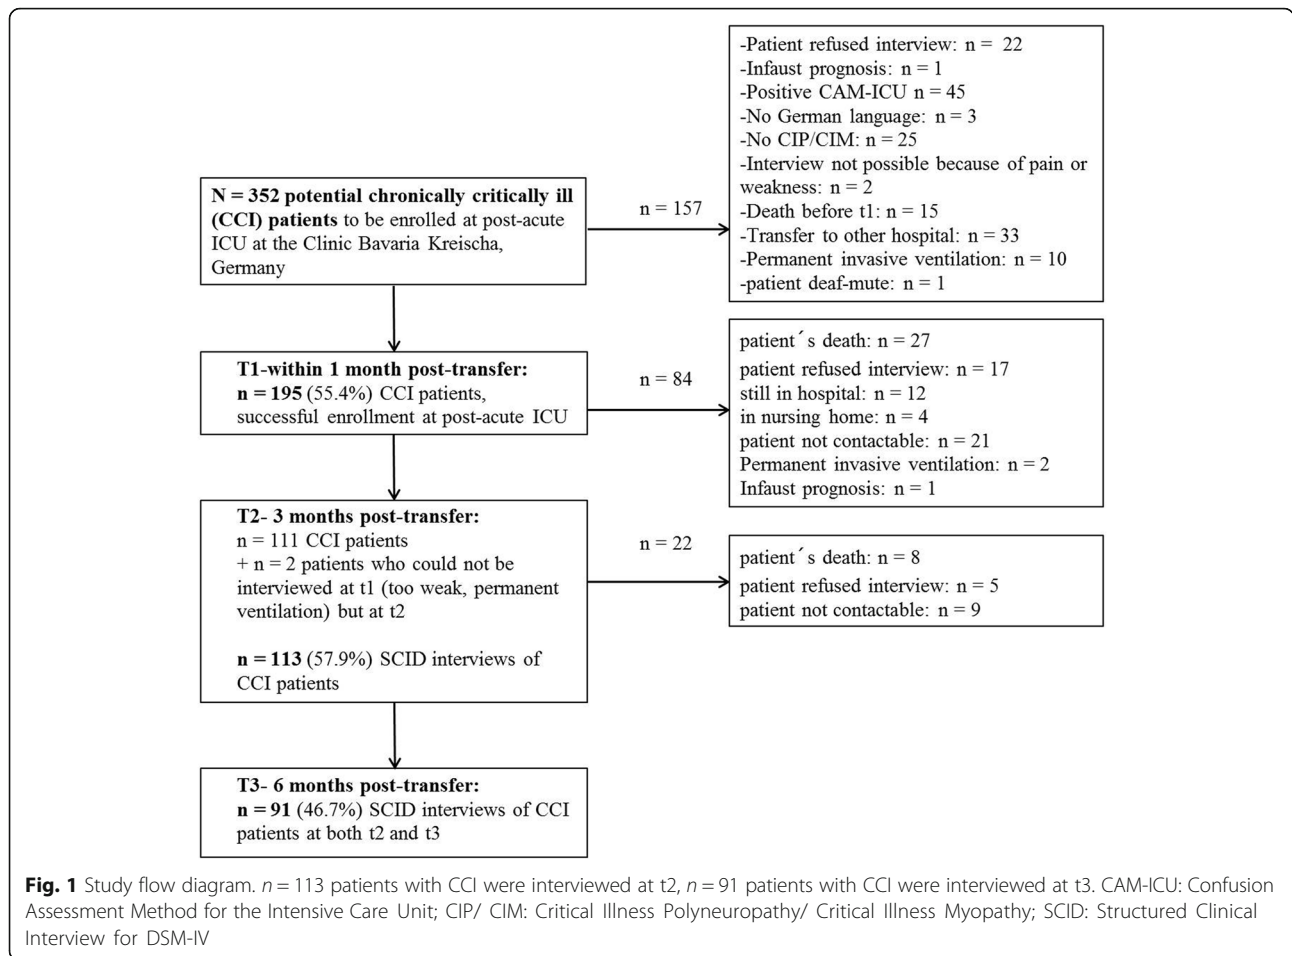 N = 352 potential chronically critically ill
(CCI) patients to be enrolled at post-acute
ICU at the Clinic Bavaria Kreischa,
Germany
n = 157
-Patient refused interview: n = 22
-Infaust prognosis: n = 1
-Positive CAM-ICU n = 45
-No German language: n = 3
-No CIP/CIM: n = 25
-Interview not possible because of pain or
weakness: n = 2
-Death before t1: n = 15
-Transfer to other hospital: n = 33
-Permanent invasive ventilation: n = 10
-patient deaf-mute: n = 1
T1-within 1 month post-transfer:
n = 195 (55.4%) CCI patients,
successful enrollment at post-acute ICU
n = 84
patient´s death: n = 27
patient refused interview: n = 17
still in hospital: n = 12
in nursing home: n = 4
patient not contactable: n = 21
Permanent invasive ventilation: n = 2
Infaust prognosis: n = 1
T2- 3 months post-transfer:
n = 111 CCI patients
+ n = 2 patients who could not be
interviewed at t1 (too weak, permanent
ventilation) but at t2
n = 113 (57.9%) SCID interviews of
CCI patients
n = 22
patient´s death: n = 8
patient refused interview: n = 5
patient not contactable: n = 9
T3- 6 months post-transfer:
n = 91 (46.7%) SCID interviews of CCI
patients at both t2 and t3
Fig. 1 Study flow diagram. n = 113 patients with CCI were interviewed at t2, n = 91 patients with CCI were interviewed at t3. CAM-ICU: Confusion
Assessment Method for the Intensive Care Unit; CIP/ CIM: Critical Illness Polyneuropathy/ Critical Illness Myopathy; SCID: Structured Clinical
Interview for DSM-IV